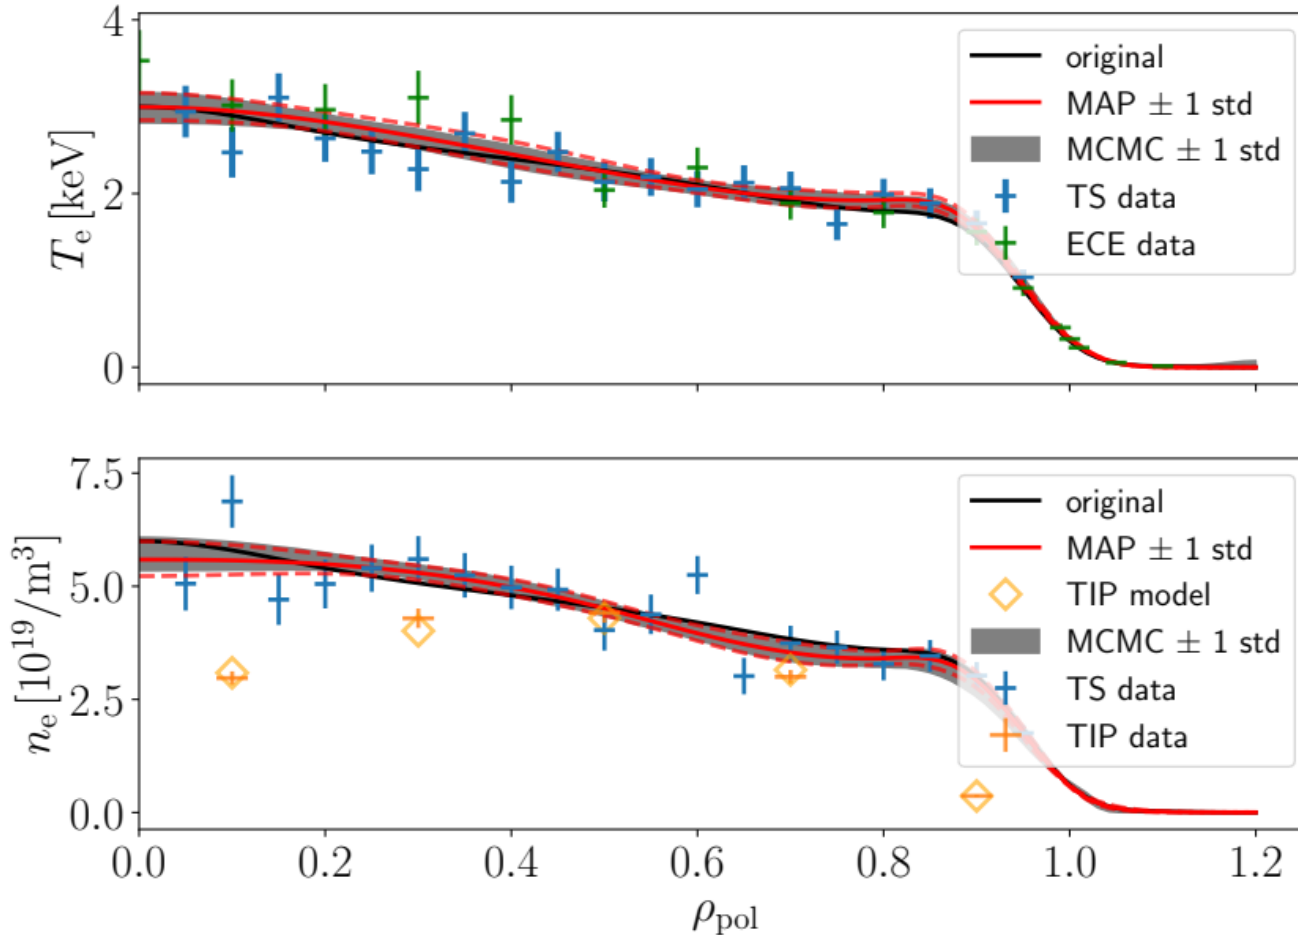 4
2
0
T_e [keV]
original
MAP ± 1 std
MCMC ± 1 std
TS data
ECE data
7.5
5.0
2.5
0.0
n_e [10^19/m^3]
original
MAP ± 1 std
TIP model
MCMC ± 1 std
TS data
TIP data
0.0 0.2 0.4 0.6 0.8 1.0 1.2
ρ_pol